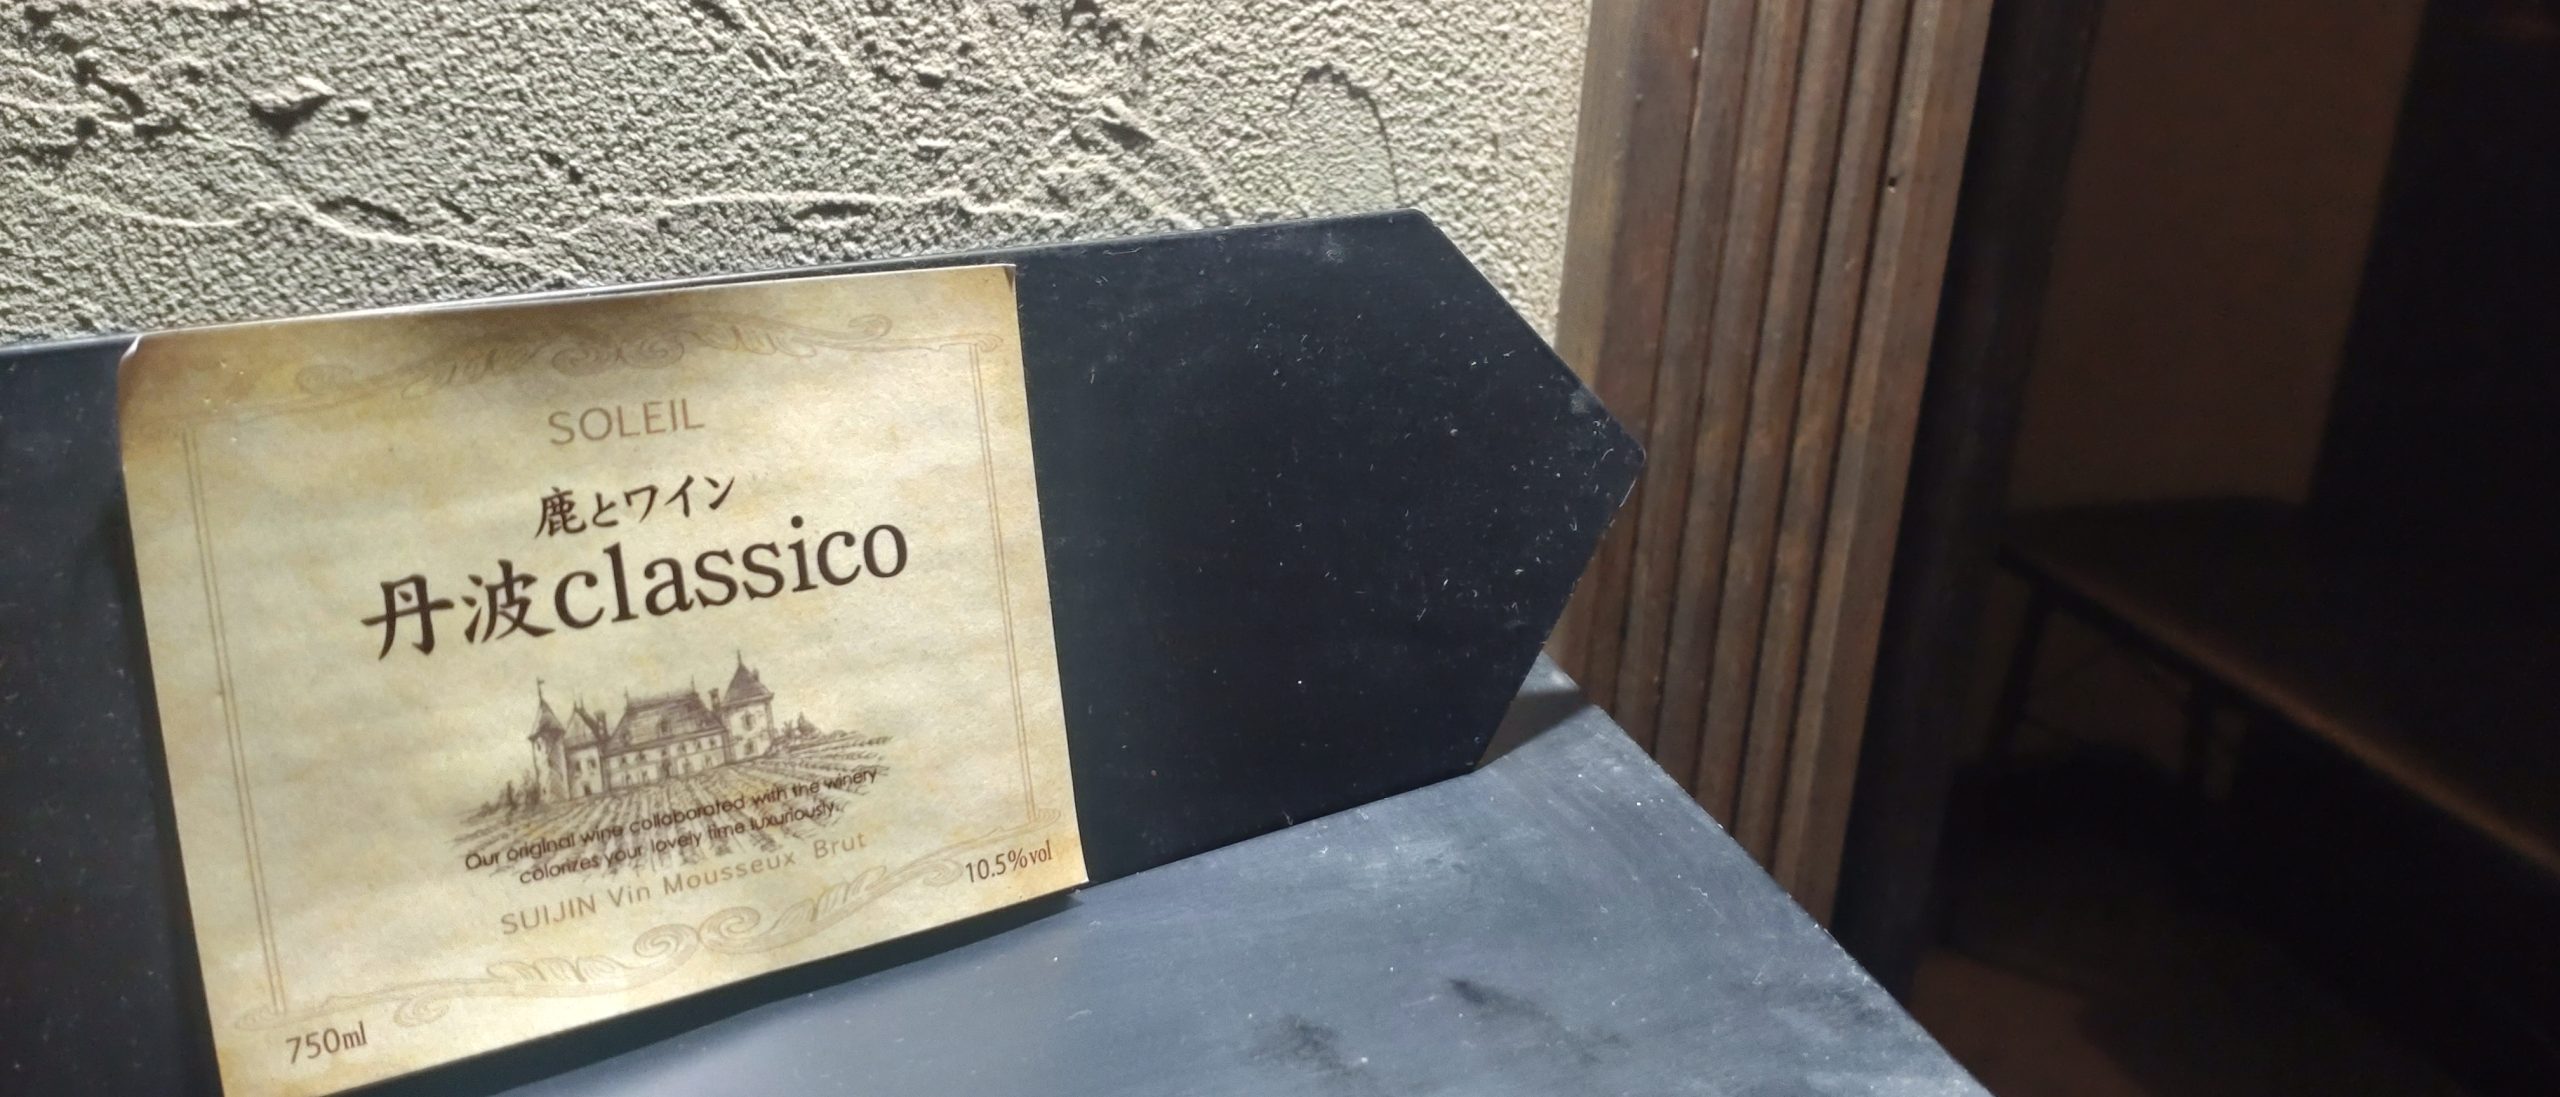 SOLEIL
鹿とワイン
丹波classico
Our original wine collaborated with the winery
colorizes your lovely time luxuriously.
SUIJIN Vin Mousseux Brut
10.5%vol
750ml